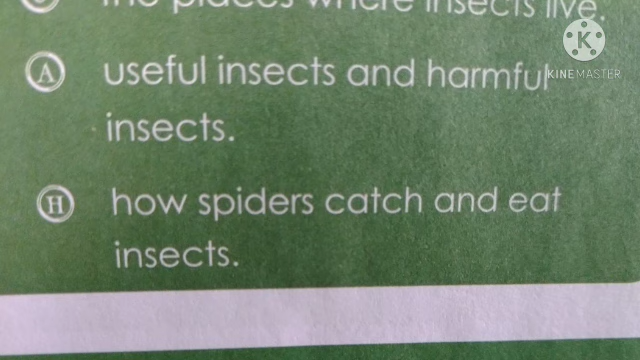 the places where insects live.
KINEMASTER
A useful insects and harmful
insects.
H how spiders catch and eat
insects.